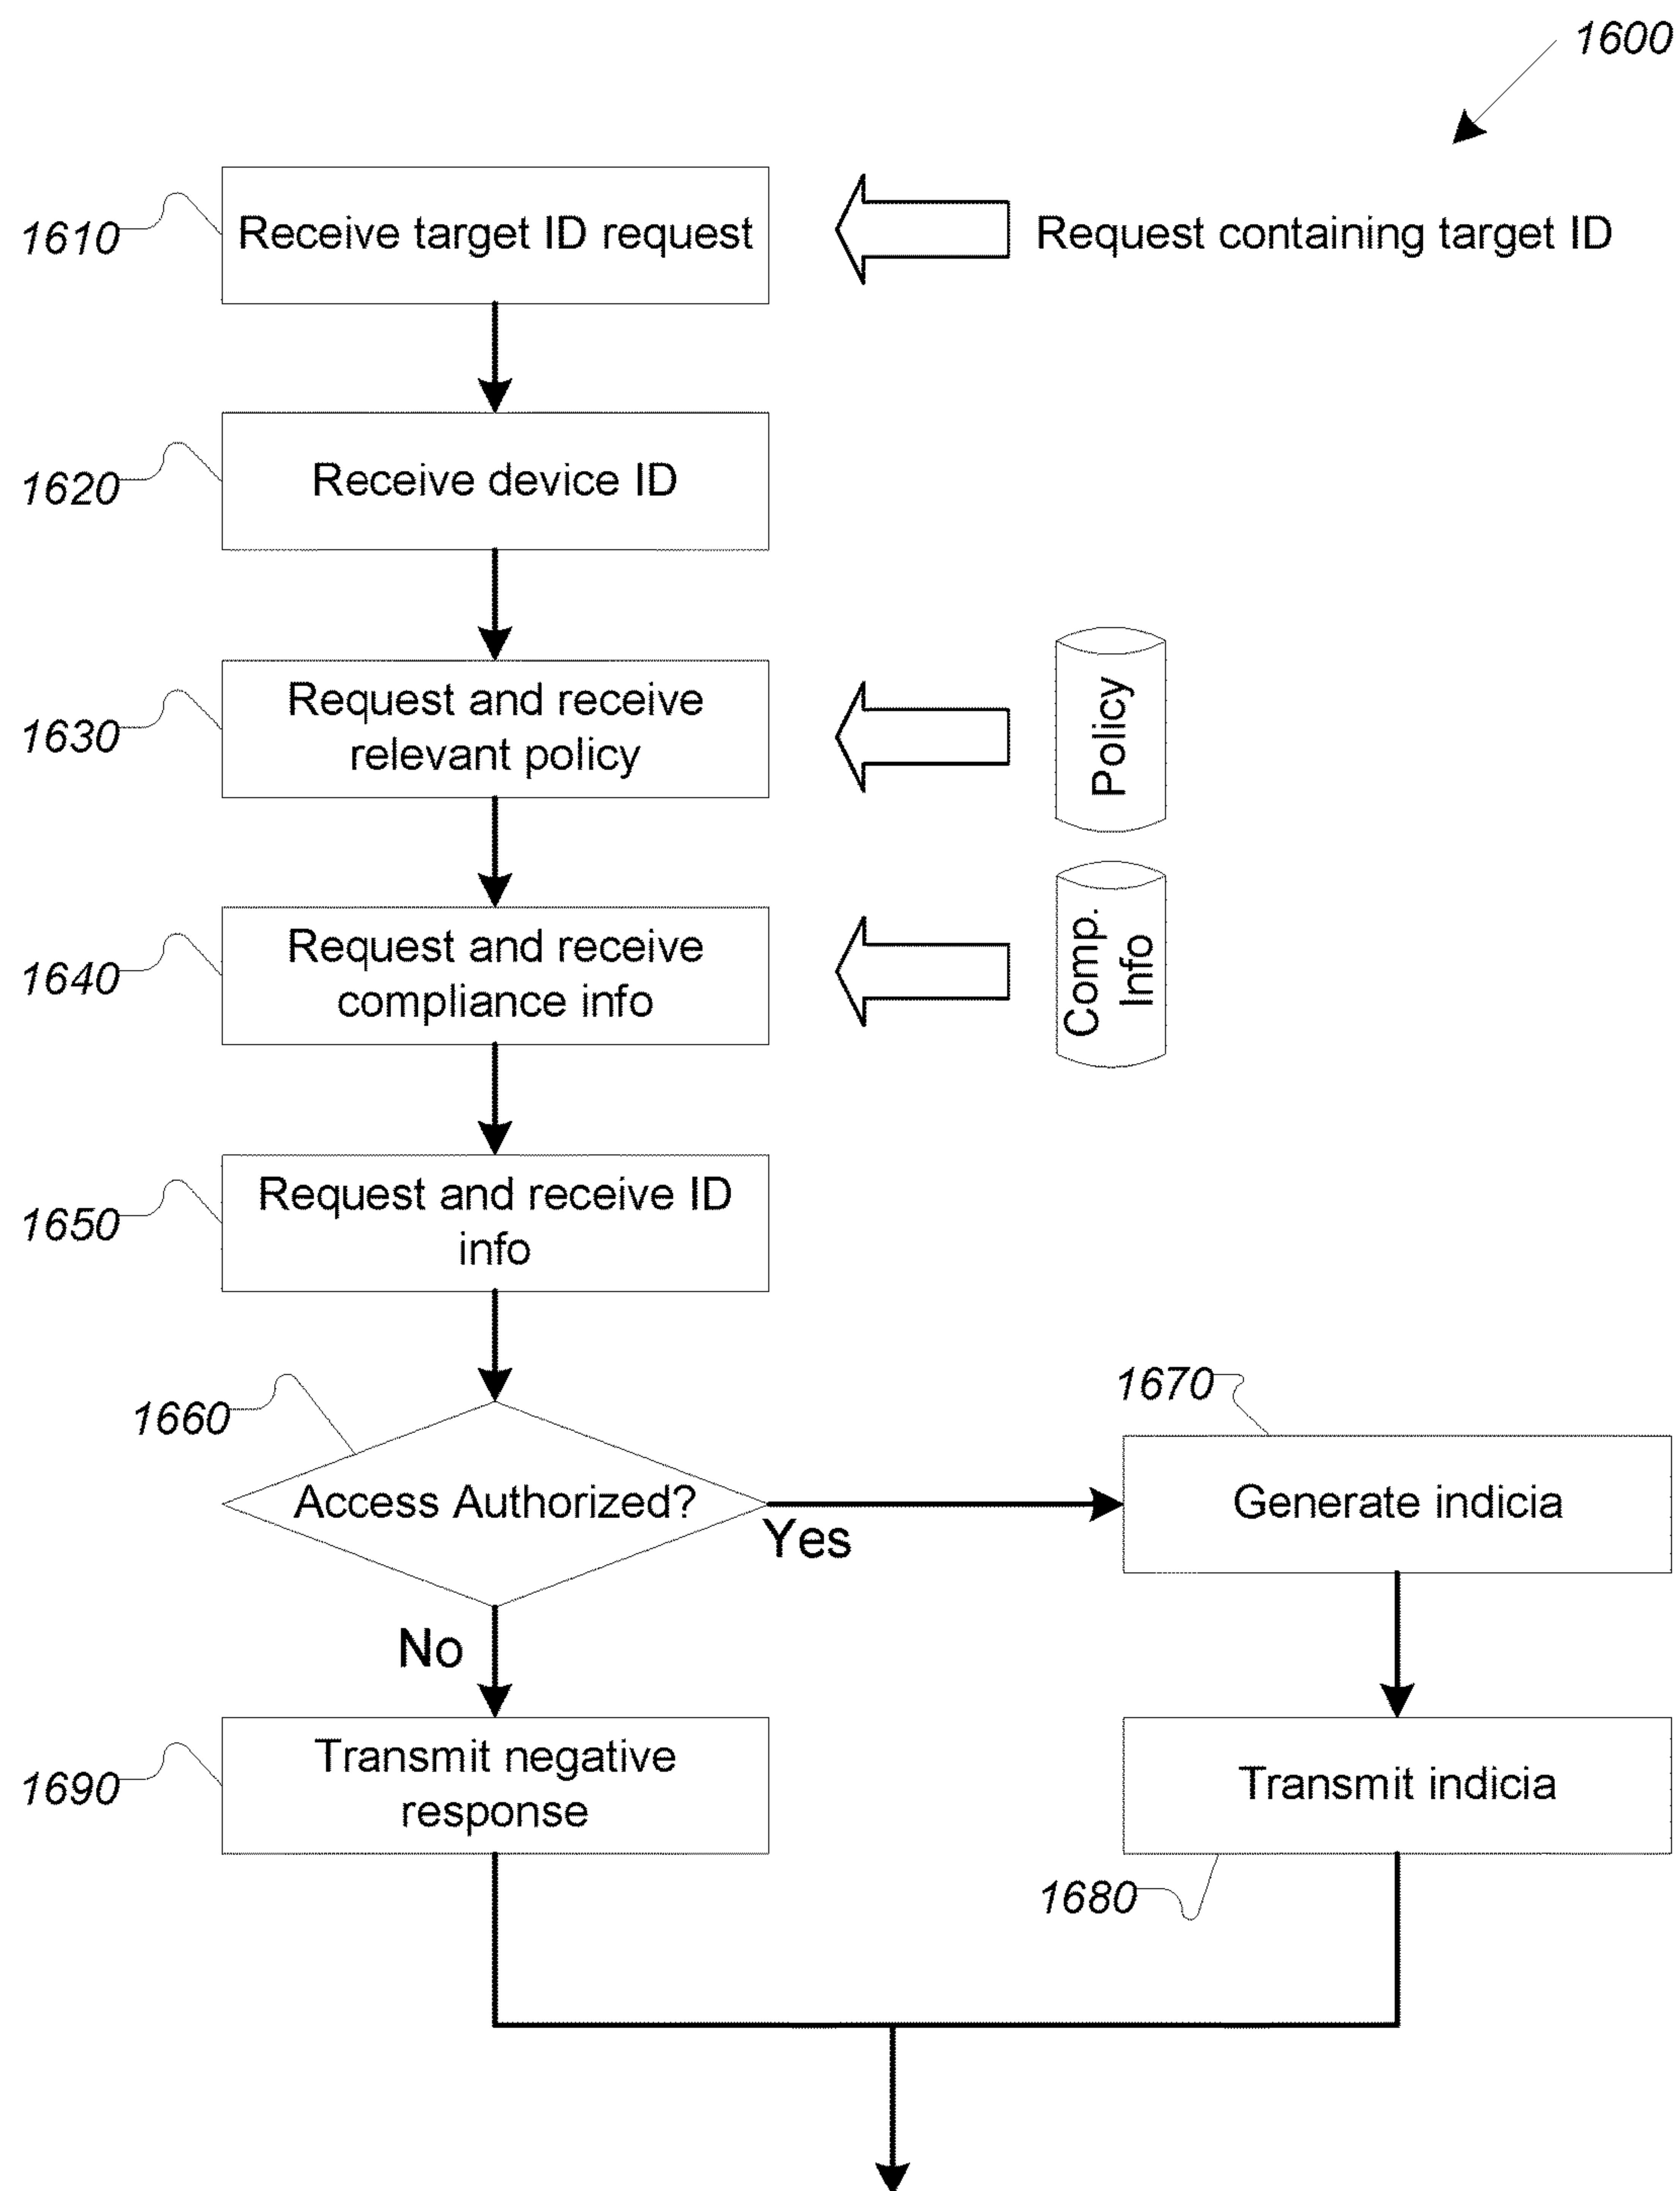 1600
1610
Receive target ID request
Request containing target ID
1620
Receive device ID
1630
Request and receive
relevant policy
Policy
1640
Request and receive
compliance info
Comp.
Info
1650
Request and receive ID
info
1660
Access Authorized?
Yes
No
1670
Generate indicia
1690
Transmit negative
response
Transmit indicia
1680